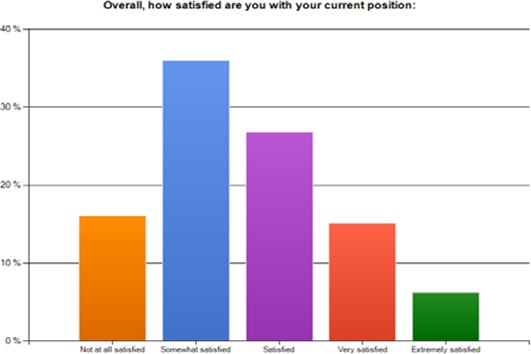 Overall, how satisfied are you with your current position:
40 %
30 %
20 %
10 %
0 %
Not at all satisfied
Somewhat satisfied
Satisfied
Very satisfied
Extremely satisfied